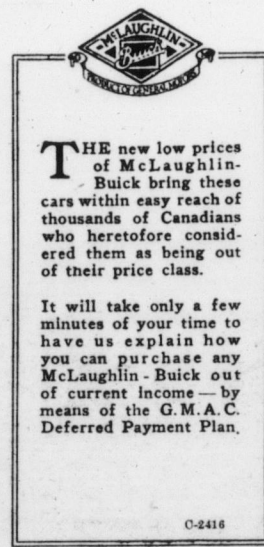 McLAUGHLIN
Buick
PRODUCT OF GENERAL MOTORS
THE new low prices
of McLaughlin-
Buick bring these
cars within easy reach of
thousands of Canadians
who heretofore consid-
ered them as being out
of their price class.
It will take only a few
minutes of your time to
have us explain how
you can purchase any
McLaughlin - Buick out
of current income — by
means of the G.M.A.C.
Deferred Payment Plan.
C-2416